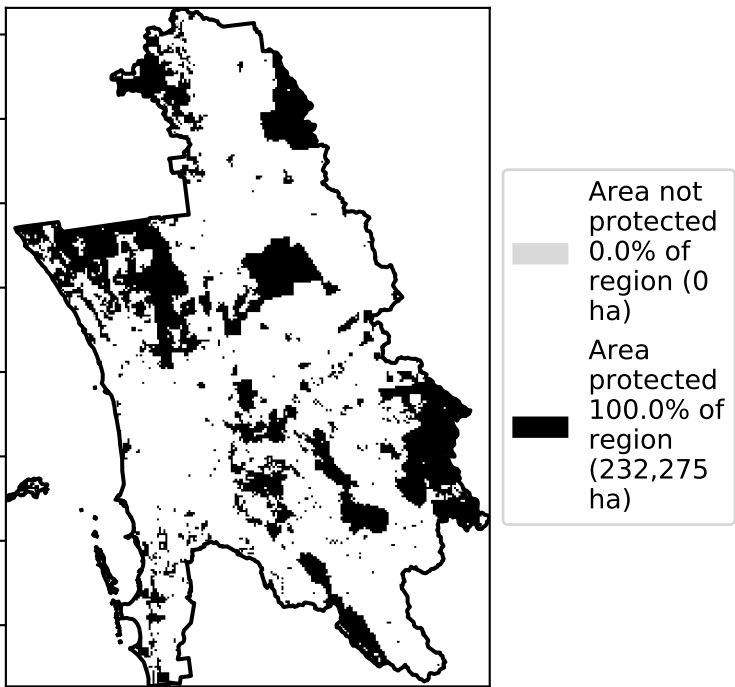 Area not
protected
0.0% of
region (0
ha)
Area
protected
100.0% of
region
(232,275
ha)